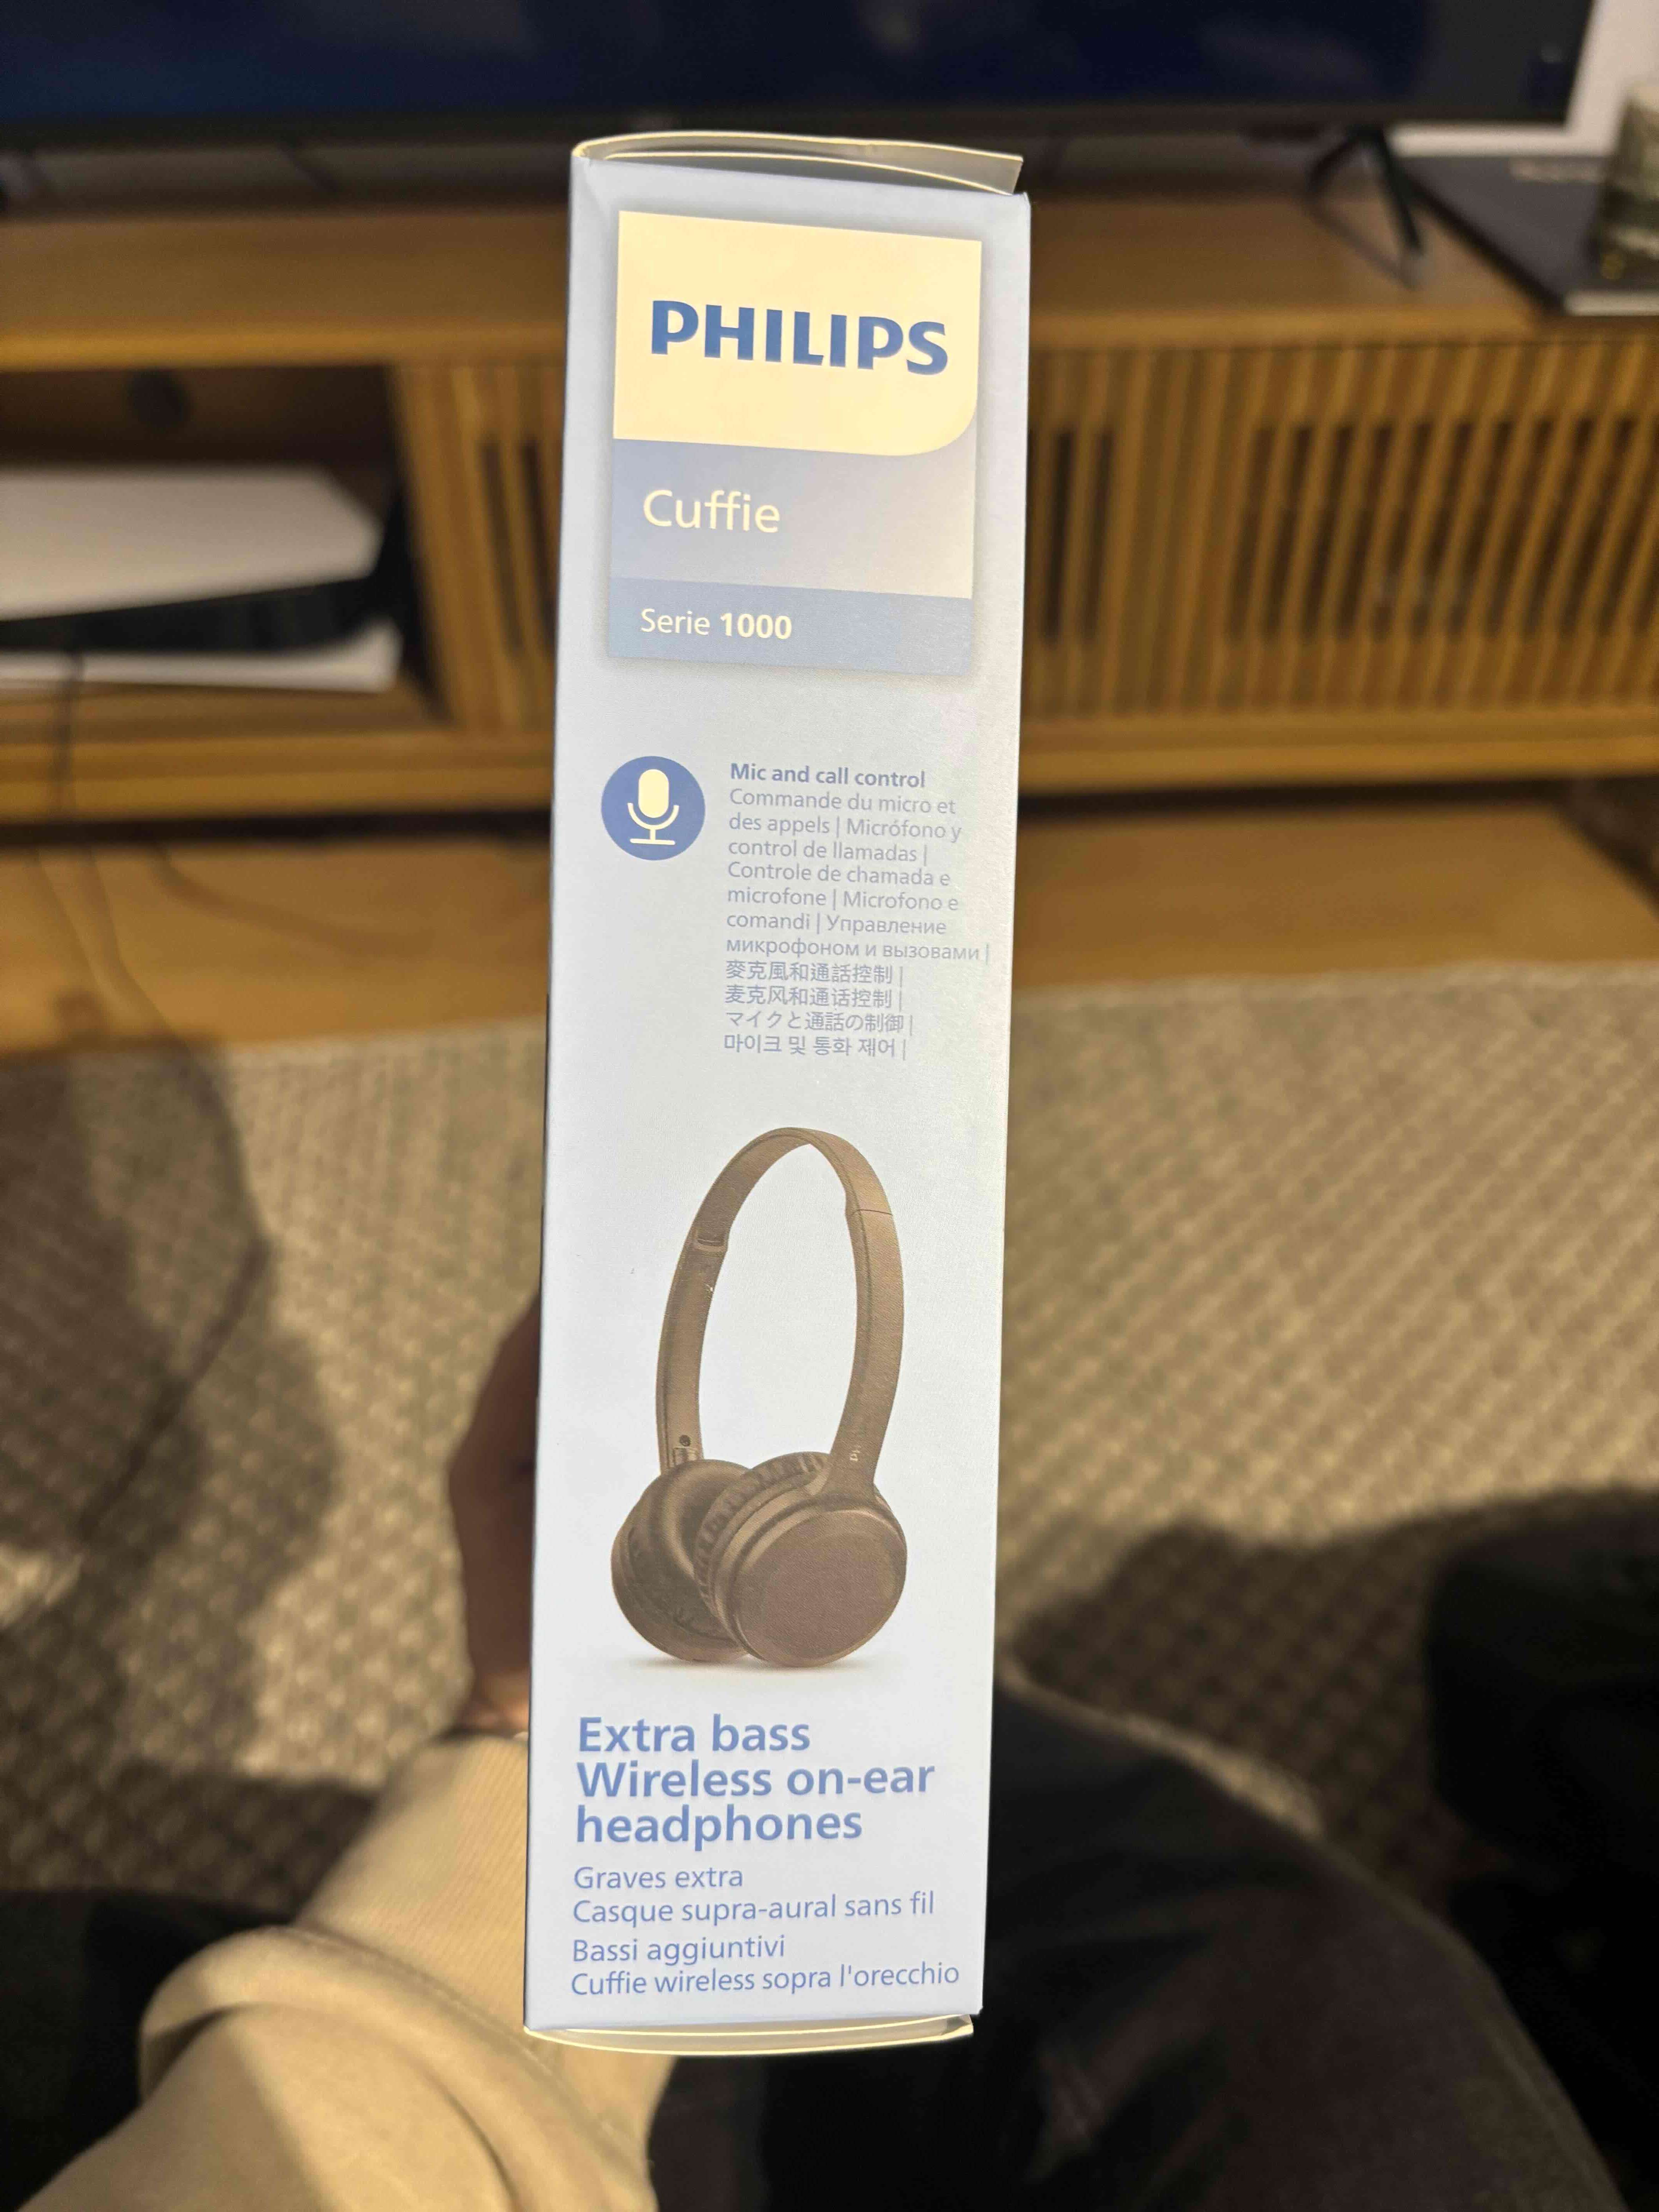 PHILIPS
Cuffie
Serie 1000
Mic and call control
Commande du micro et
des appels | Micrófono y
control de llamadas |
Controle de chamada e
microfone | Microfono e
comandi | Управление
микрофоном и вызовами |
麥克風和通話控制 |
麦克风和通话控制 |
マイクと通話の制御 |
마이크 및 통화 제어 |
Extra bass
Wireless on-ear
headphones
Graves extra
Casque supra-aural sans fil
Bassi aggiuntivi
Cuffie wireless sopra l'orecchio